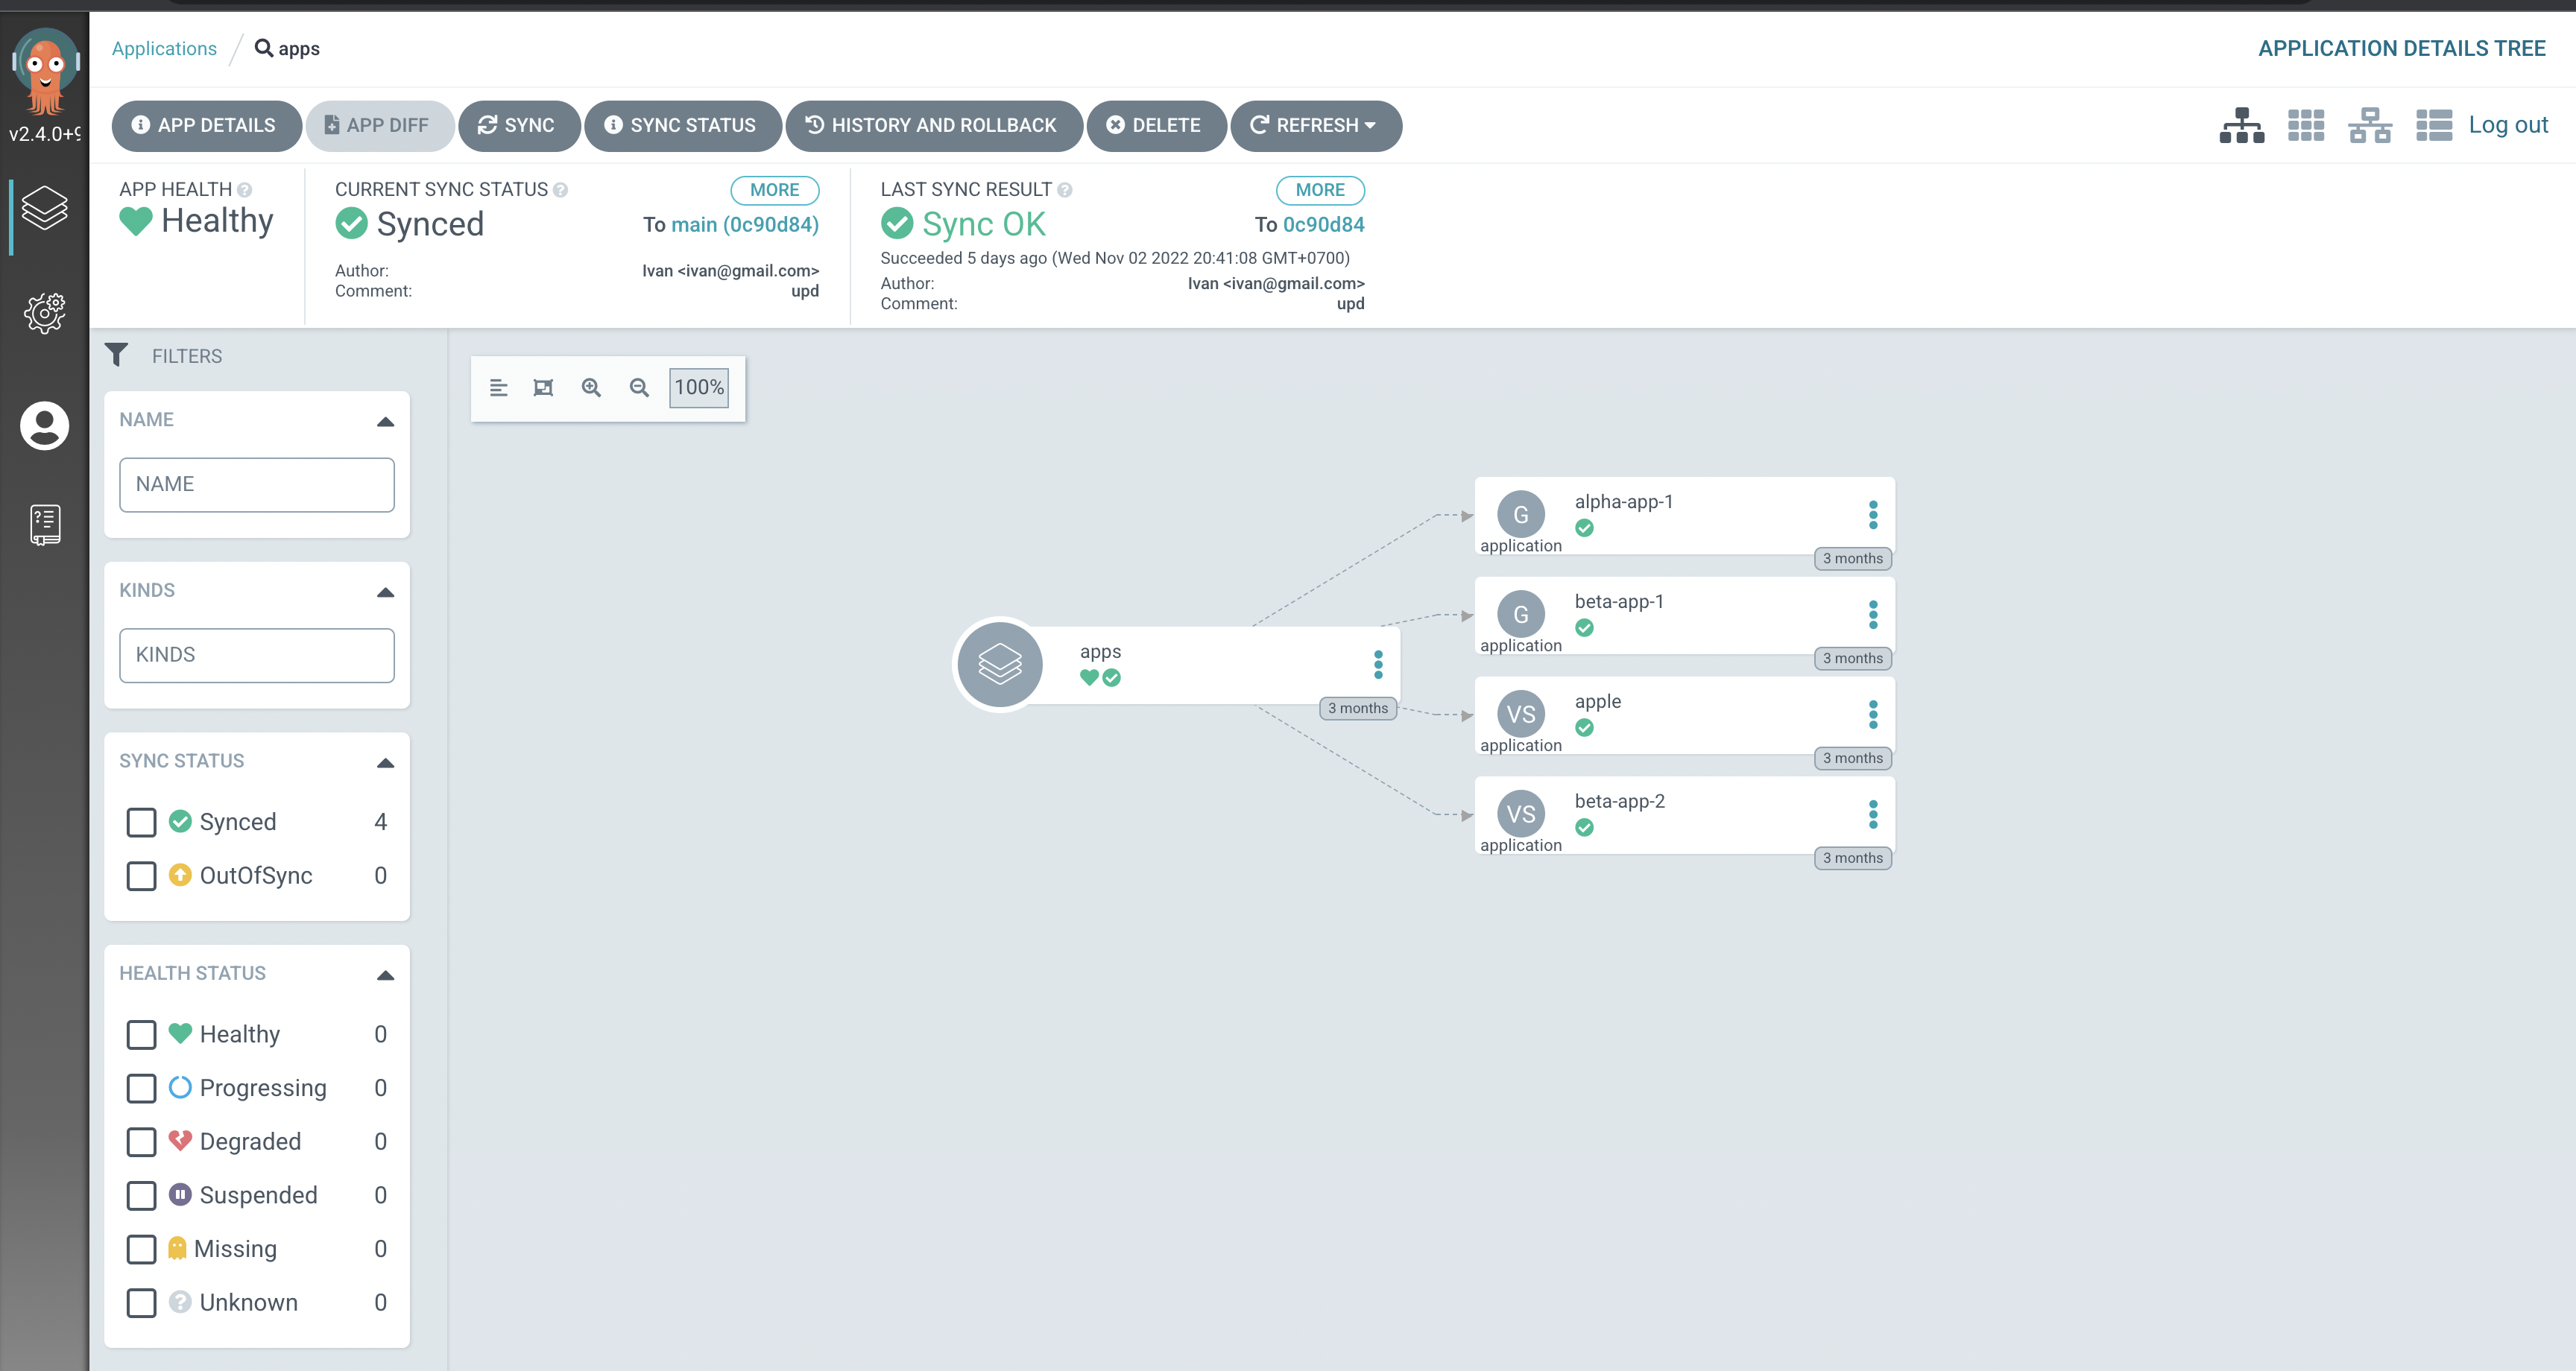 Applications / apps
APPLICATION DETAILS TREE
v2.4.0+9
APP DETAILS
APP DIFF
SYNC
SYNC STATUS
HISTORY AND ROLLBACK
DELETE
REFRESH
Log out
APP HEALTH
Healthy
CURRENT SYNC STATUS
MORE
Synced
To main (0c90d84)
Author: Ivan <ivan@gmail.com>
Comment: upd
LAST SYNC RESULT
MORE
Sync OK
To 0c90d84
Succeeded 5 days ago (Wed Nov 02 2022 20:41:08 GMT+0700)
Author: Ivan <ivan@gmail.com>
Comment: upd
FILTERS
NAME
NAME
KINDS
KINDS
SYNC STATUS
Synced 4
OutOfSync 0
HEALTH STATUS
Healthy 0
Progressing 0
Degraded 0
Suspended 0
Missing 0
Unknown 0
100%
apps
3 months
G
alpha-app-1
application
3 months
G
beta-app-1
application
3 months
VS
apple
application
3 months
VS
beta-app-2
application
3 months